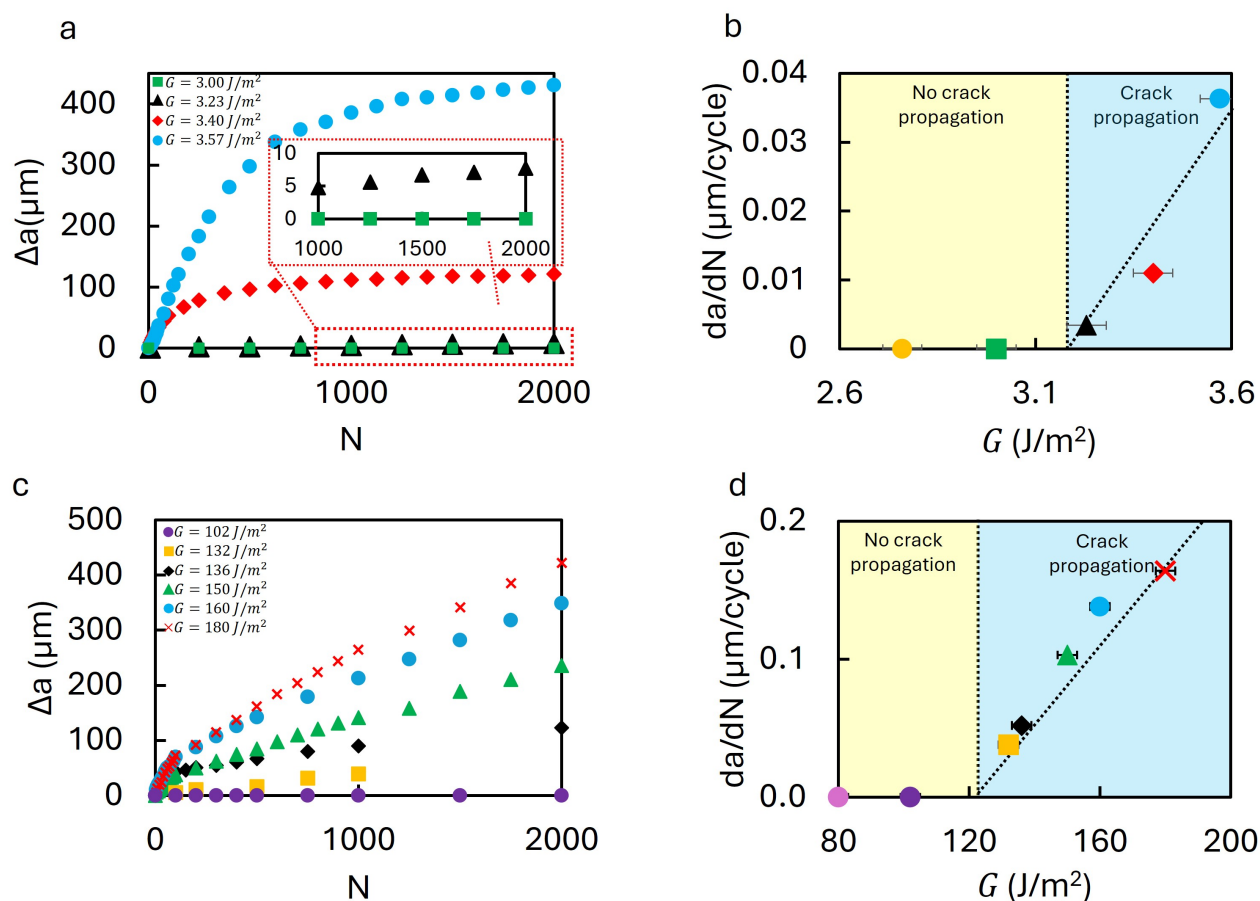 a
Δa(μm)
400
300
200
100
0
G = 3.00 J/m²
G = 3.23 J/m²
G = 3.40 J/m²
G = 3.57 J/m²
10
5
0
1000
1500
2000
0
1000
2000
N
b
da/dN (μm/cycle)
0.04
0.03
0.02
0.01
0
No crack
propagation
Crack
propagation
2.6
3.1
3.6
G (J/m²)
c
Δa (μm)
500
400
300
200
100
0
G = 102 J/m²
G = 132 J/m²
G = 136 J/m²
G = 150 J/m²
G = 160 J/m²
G = 180 J/m²
0
1000
2000
N
d
da/dN (μm/cycle)
0.2
0.1
0.0
No crack
propagation
Crack
propagation
80
120
160
200
G (J/m²)